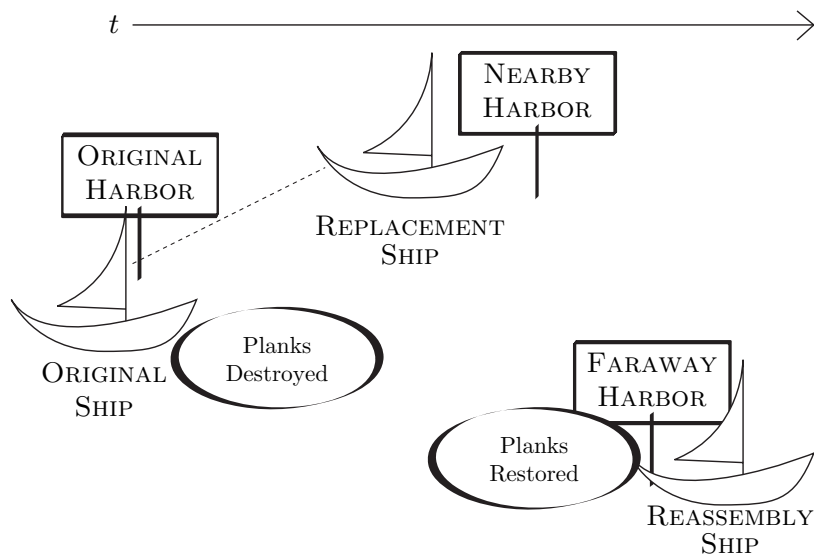 t
NEARBY
HARBOR
ORIGINAL
HARBOR
REPLACEMENT
SHIP
Planks
Destroyed
ORIGINAL
SHIP
FARAWAY
HARBOR
Planks
Restored
REASSEMBLY
SHIP